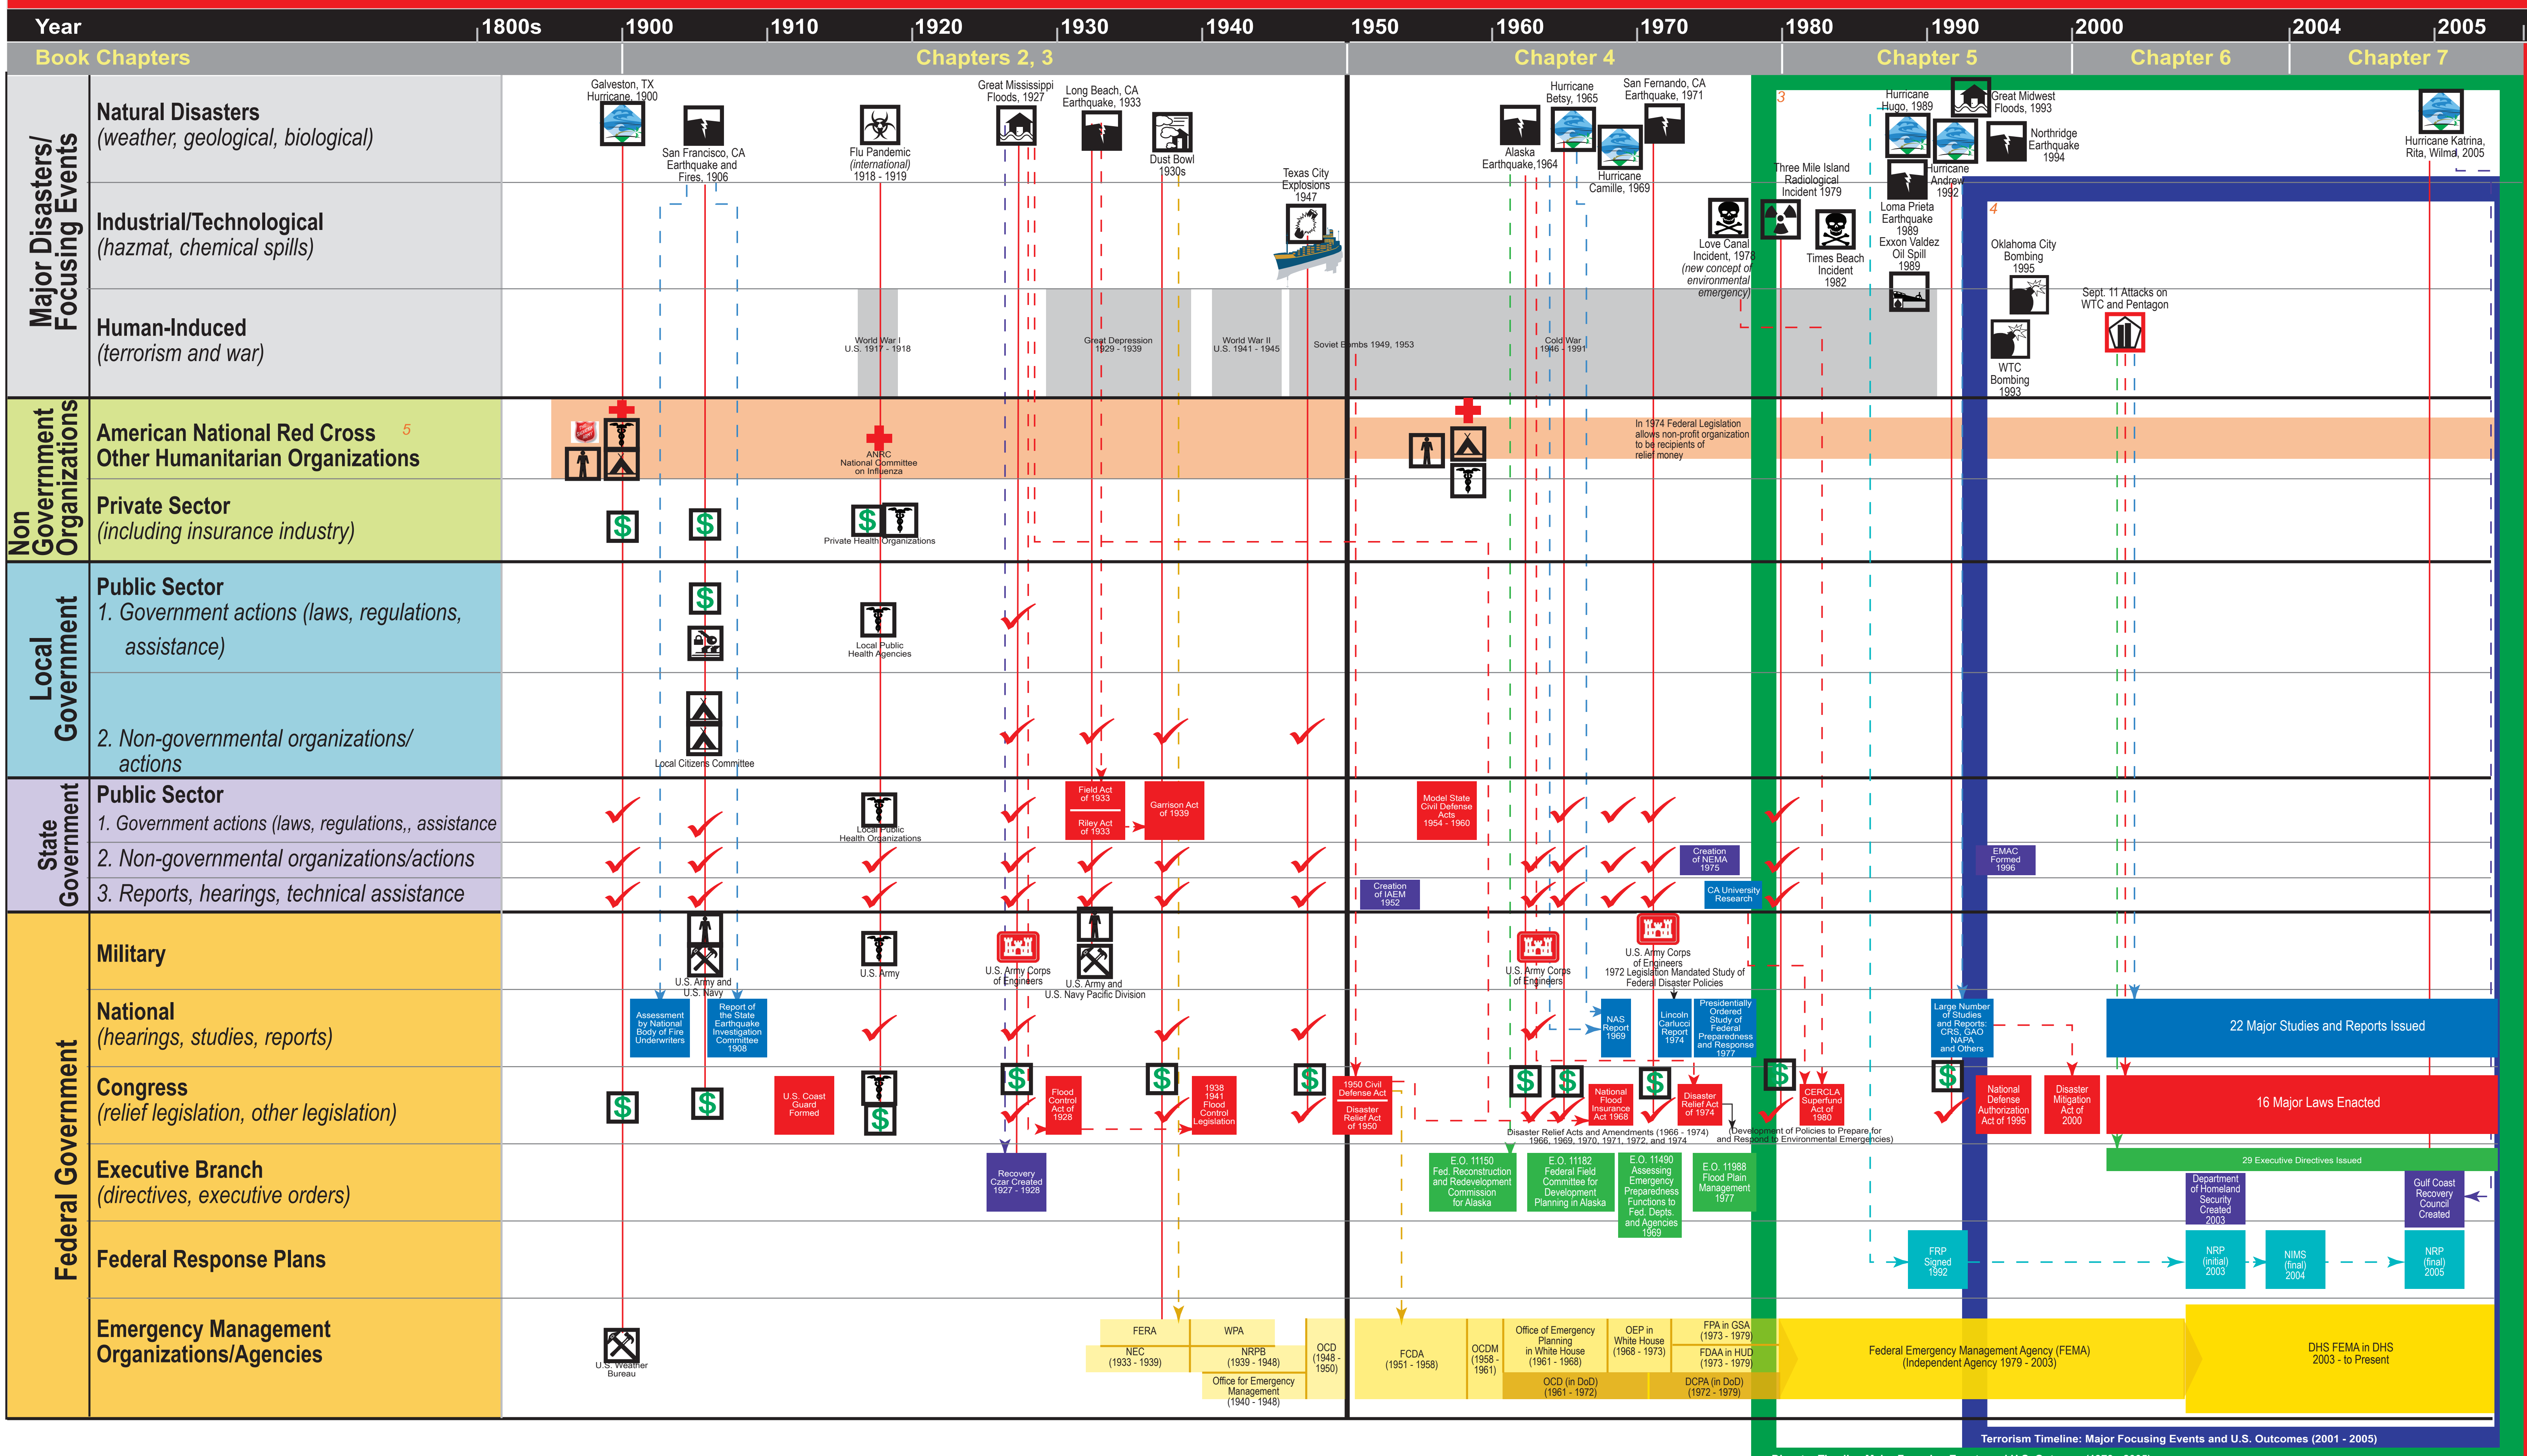 Year 1800s 1900 1910 1920 1930 1940 1950 1960 1970 1980 1990 2000 2004 2005
Book Chapters Chapters 2, 3 Chapter 4 Chapter 5 Chapter 6 Chapter 7
Major Disasters/
Focusing Events
Natural Disasters
(weather, geological, biological)
Galveston, TX
Hurricane, 1900
San Francisco, CA
Earthquake and
Fires, 1906
Flu Pandemic
(international)
1918 - 1919
Great Mississippi
Floods, 1927
Long Beach, CA
Earthquake, 1933
Dust Bowl
1930s
Alaska
Earthquake,1964
Hurricane
Betsy, 1965
Hurricane
Camille, 1969
San Fernando, CA
Earthquake, 1971
3
Hurricane
Hugo, 1989
Great Midwest
Floods, 1993
Hurricane
Andrew
1992
Northridge
Earthquake
1994
Loma Prieta
Earthquake
1989
Hurricane Katrina,
Rita, Wilma, 2005
Industrial/Technological
(hazmat, chemical spills)
Texas City
Explosions
1947
Love Canal
Incident, 1978
(new concept of
environmental
emergency)
Three Mile Island
Radiological
Incident 1979
Times Beach
Incident
1982
Exxon Valdez
Oil Spill
1989
4
Oklahoma City
Bombing
1995
Human-Induced
(terrorism and war)
World War I
U.S. 1917 - 1918
Great Depression
1929 - 1939
World War II
U.S. 1941 - 1945
Soviet Bombs 1949, 1953
Cold War
1946 - 1991
WTC
Bombing
1993
Sept. 11 Attacks on
WTC and Pentagon
Non
Government
Organizations
American National Red Cross 5
Other Humanitarian Organizations
ANRC
National Committee
on Influenza
In 1974 Federal Legislation
allows non-profit organization
to be recipients of
relief money
Private Sector
(including insurance industry)
$ $ $
Private Health Organizations
Local
Government
Public Sector
1. Government actions (laws, regulations,
assistance)
$
Local Public
Health Agencies
2. Non-governmental organizations/
actions
Local Citizens Committee
State
Government
Public Sector
1. Government actions (laws, regulations,, assistance
Local Public
Health Organizations
Field Act
of 1933
Riley Act
of 1933
Garrison Act
of 1939
Model State
Civil Defense
Acts
1954 - 1960
2. Non-governmental organizations/actions
Creation
of NEMA
1975
EMAC
Formed
1996
3. Reports, hearings, technical assistance
Creation
of IAEM
1952
CA University
Research
Federal Government
Military
U.S. Army and
U.S. Navy
U.S. Army
U.S. Army Corps
of Engineers
U.S. Army and
U.S. Navy Pacific Division
U.S. Army Corps
of Engineers
U.S. Army Corps
of Engineers
1972 Legislation Mandated Study of
Federal Disaster Policies
National
(hearings, studies, reports)
Assessment
by National
Body of Fire
Underwriters
Report of
the State
Earthquake
Investigation
Committee
1908
NAS
Report
1969
Lincoln
Carlucci
Report
1974
Presidentially
Ordered
Study of
Federal
Preparedness
and Response
1977
Large Number
of Studies
and Reports:
CRS, GAO
NAPA
and Others
22 Major Studies and Reports Issued
Congress
(relief legislation, other legislation)
$ $
U.S. Coast
Guard
Formed
$
$
Flood
Control
Act of
1928
$
1938
1941
Flood
Control
Legislation
$
1950 Civil
Defense Act
Disaster
Relief Act
of 1950
$ $
National
Flood
Insurance
Act 1968
$
Disaster
Relief Act
of 1974
Disaster Relief Acts and Amendments (1966 - 1974)
1966, 1969, 1970, 1971, 1972, and 1974
$
CERCLA
Superfund
Act of
1980
(Development of Policies to Prepare for
and Respond to Environmental Emergencies)
$
National
Defense
Authorization
Act of 1995
Disaster
Mitigation
Act of
2000
16 Major Laws Enacted
Executive Branch
(directives, executive orders)
Recovery
Czar Created
1927 - 1928
E.O. 11150
Fed. Reconstruction
and Redevelopment
Commission
for Alaska
E.O. 11182
Federal Field
Committee for
Development
Planning in Alaska
E.O. 11490
Assessing
Emergency
Preparedness
Functions to
Fed. Depts.
and Agencies
1969
E.O. 11988
Flood Plain
Management
1977
29 Executive Directives Issued
Department
of Homeland
Security
Created
2003
Gulf Coast
Recovery
Council
Created
Federal Response Plans
FRP
Signed
1992
NRP
(initial)
2003
NIMS
(final)
2004
NRP
(final)
2005
Emergency Management
Organizations/Agencies
U.S. Weather
Bureau
FERA
WPA
NEC
(1933 - 1939)
NRPB
(1939 - 1948)
Office for Emergency
Management
(1940 - 1948)
OCD
(1948 -
1950)
FCDA
(1951 - 1958)
OCDM
(1958 -
1961)
Office of Emergency
Planning
in White House
(1961 - 1968)
OEP in
White House
(1968 - 1973)
FPA in GSA
(1973 - 1979)
FDAA in HUD
(1973 - 1979)
OCD (in DoD)
(1961 - 1972)
DCPA (in DoD)
(1972 - 1979)
Federal Emergency Management Agency (FEMA)
(Independent Agency 1979 - 2003)
DHS FEMA in DHS
2003 - to Present
Terrorism Timeline: Major Focusing Events and U.S. Outcomes (2001 - 2005)